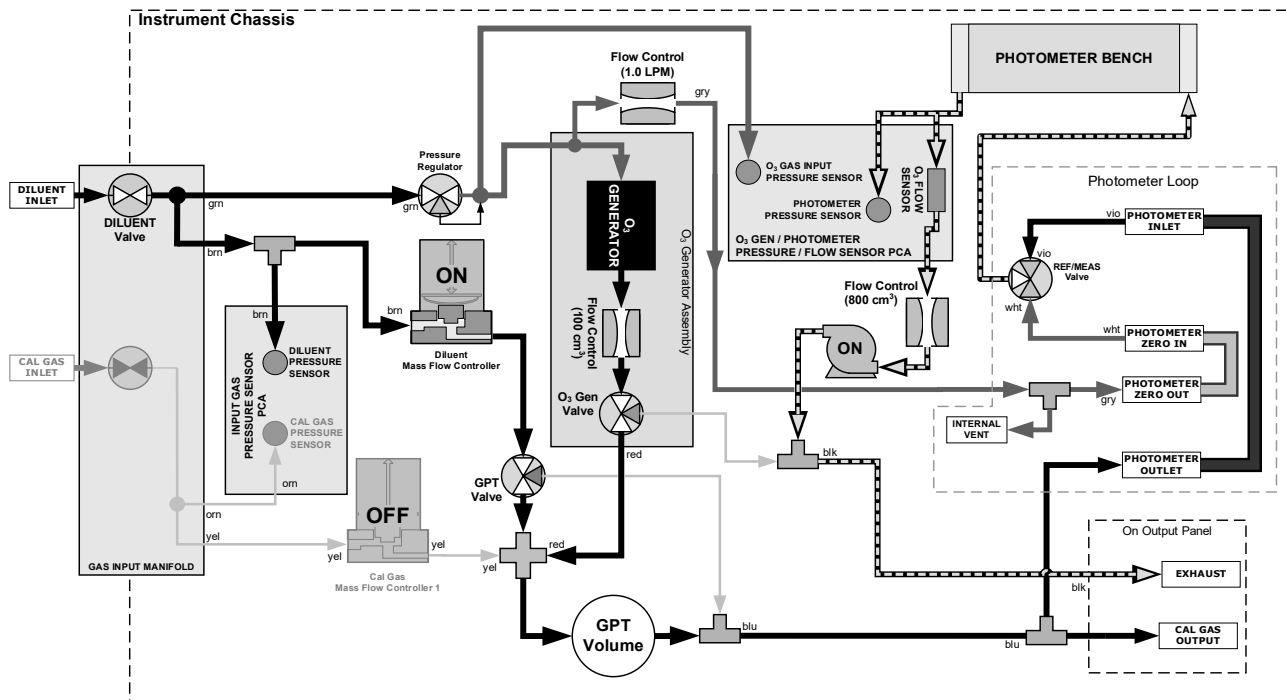 Instrument Chassis
Flow Control
(1.0 LPM)
gry
PHOTOMETER BENCH
Pressure
Regulator
grn
O₃ GAS INPUT
PRESSURE SENSOR
PHOTOMETER
PRESSURE SENSOR
O₃ FLOW
SENSOR
O₃ GEN / PHOTOMETER
PRESSURE / FLOW SENSOR PCA
DILUENT
INLET
DILUENT
Valve
grn
brn
O₃
GENERATOR
O₃ Generator Assembly
Photometer Loop
vio
PHOTOMETER
INLET
vio
REF/MEAS
Valve
wht
wht
PHOTOMETER
ZERO IN
gry
PHOTOMETER
ZERO OUT
INTERNAL
VENT
PHOTOMETER
OUTLET
ON
brn
Diluent
Mass Flow Controller
brn
DILUENT
PRESSURE
SENSOR
CAL GAS
PRESSURE
SENSOR
INPUT GAS
PRESSURE SENSOR
PCA
orn
CAL GAS
INLET
orn
yel
GAS INPUT MANIFOLD
Flow Control
(100 cm³)
O₃ Gen
Valve
red
Flow Control
(800 cm³)
ON
blk
GPT
Valve
OFF
yel
yel
Cal Gas
Mass Flow Controller 1
yel
red
GPT
Volume
blu
blu
On Output Panel
blk
EXHAUST
CAL GAS
OUTPUT